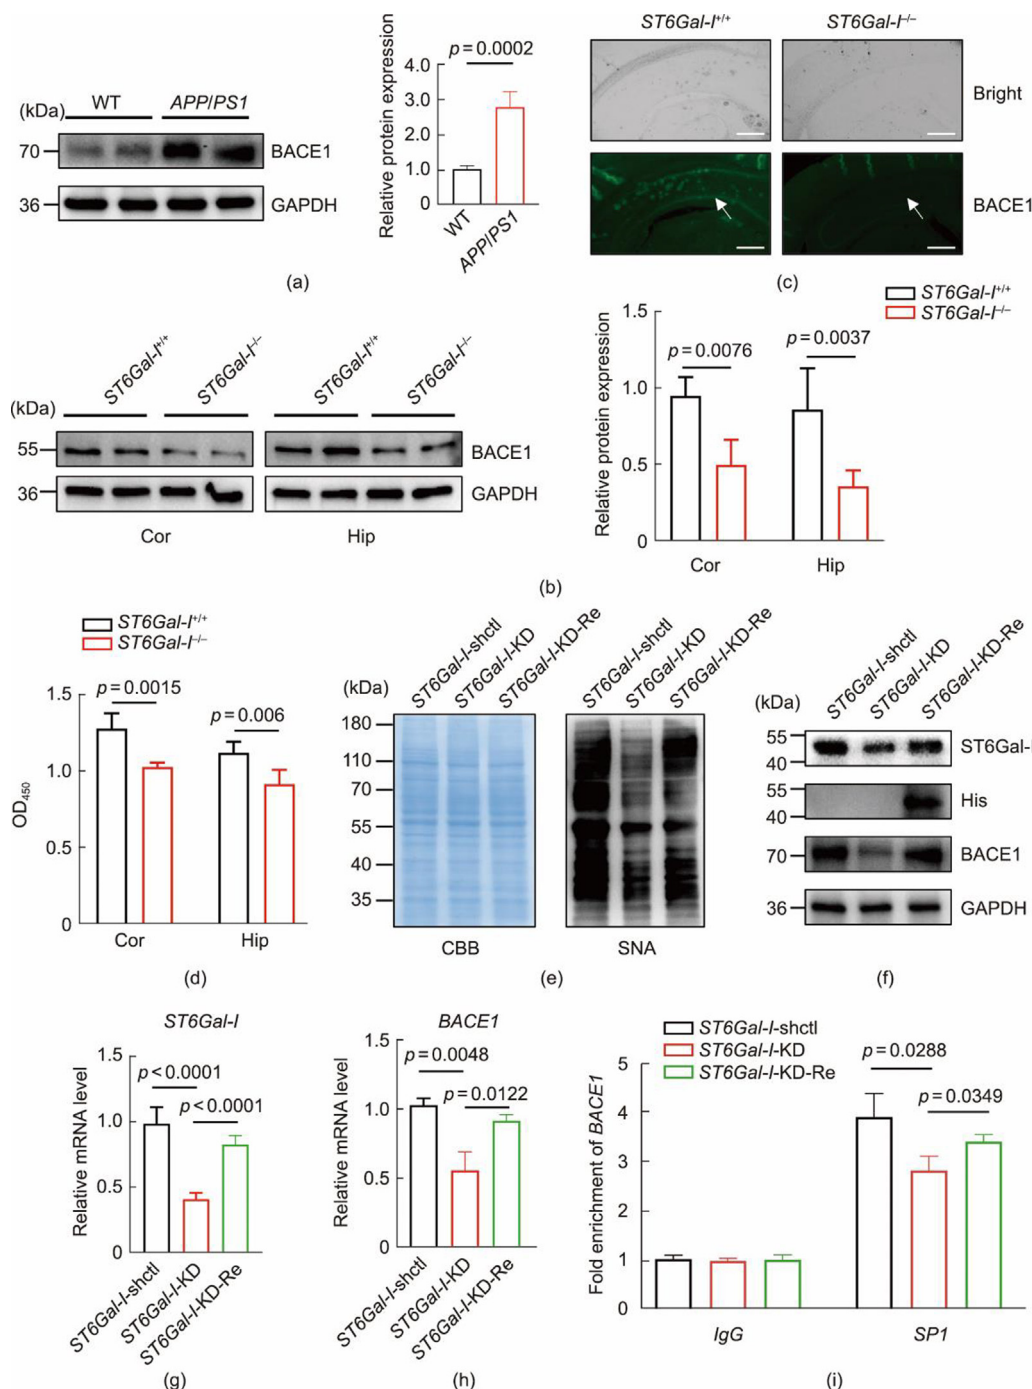 WT APP/PS1
(kDa)
70 BACE1
36 GAPDH
Relative protein expression
4.0
3.0
2.0
1.0
0
p = 0.0002
WT
APP/PS1
(a)
ST6Gal-I+/+ ST6Gal-I–/–
Bright
BACE1
(c)
ST6Gal-I+/+ ST6Gal-I–/– ST6Gal-I+/+ ST6Gal-I–/–
(kDa)
55 BACE1
36 GAPDH
Cor Hip
ST6Gal-I+/+
ST6Gal-I–/–
Relative protein expression
1.5
1.0
0.5
0
p = 0.0076
p = 0.0037
Cor Hip
(b)
ST6Gal-I+/+
ST6Gal-I–/–
OD450
1.5
1.0
0.5
0
p = 0.0015
p = 0.006
Cor Hip
(d)
ST6Gal-I-shctl ST6Gal-I-KD ST6Gal-I-KD-Re ST6Gal-I-shctl ST6Gal-I-KD ST6Gal-I-KD-Re
(kDa)
180
110
70
55
40
35
CBB SNA
(e)
ST6Gal-I-shctl ST6Gal-I-KD ST6Gal-I-KD-Re
(kDa)
55
40
ST6Gal-I
55
40
His
70 BACE1
36 GAPDH
(f)
ST6Gal-I
Relative mRNA level
1.5
1.0
0.5
0
p < 0.0001
p < 0.0001
ST6Gal-I-shctl
ST6Gal-I-KD
ST6Gal-I-KD-Re
(g)
BACE1
Relative mRNA level
1.5
1.0
0.5
0
p = 0.0048
p = 0.0122
ST6Gal-I-shctl
ST6Gal-I-KD
ST6Gal-I-KD-Re
(h)
ST6Gal-I-shctl
ST6Gal-I-KD
ST6Gal-I-KD-Re
Fold enrichment of BACE1
5
4
3
2
1
0
p = 0.0288
p = 0.0349
IgG SP1
(i)